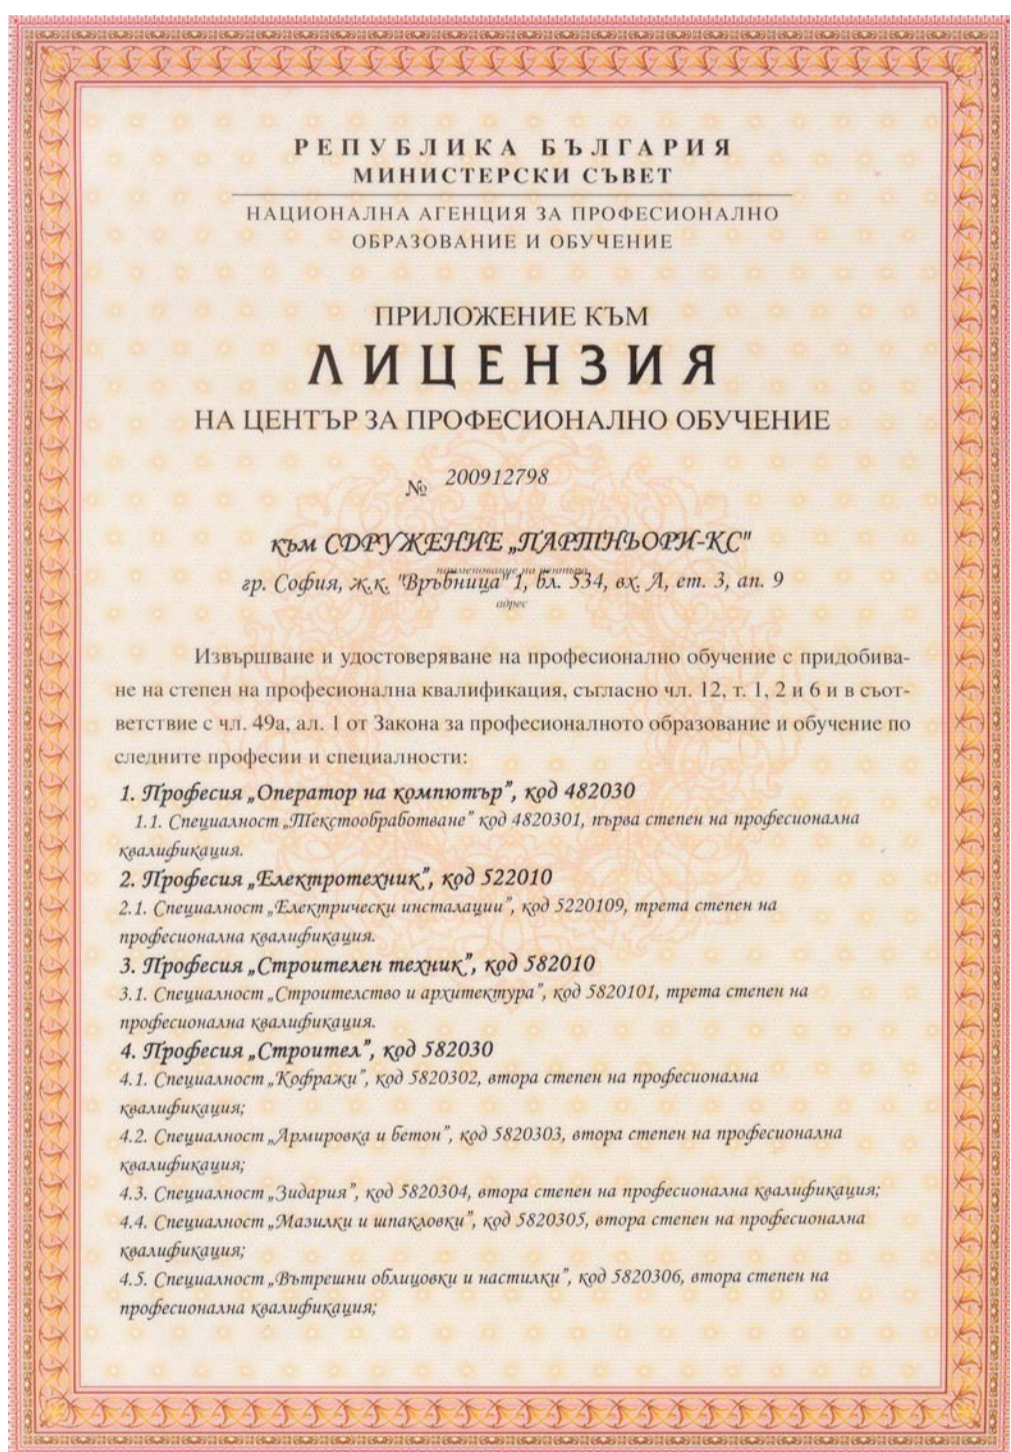 РЕПУБЛИКА БЪЛГАРИЯ
МИНИСТЕРСКИ СЪВЕТ
НАЦИОНАЛНА АГЕНЦИЯ ЗА ПРОФЕСИОНАЛНО
ОБРАЗОВАНИЕ И ОБУЧЕНИЕ
ПРИЛОЖЕНИЕ КЪМ
ЛИЦЕНЗИЯ
НА ЦЕНТЪР ЗА ПРОФЕСИОНАЛНО ОБУЧЕНИЕ
№ 200912798
към СДРУЖЕНИЕ „ПАРТНЬОРИ-КС"
наименование на центъра
гр. София, ж.к. "Връбница" 1, бл. 534, вх. А, ет. 3, ап. 9
адрес
Извършване и удостоверяване на професионално обучение с придобива-
не на степен на професионална квалификация, съгласно чл. 12, т. 1, 2 и 6 и в съот-
ветствие с чл. 49а, ал. 1 от Закона за професионалното образование и обучение по
следните професии и специалности:
1. Професия „Оператор на компютър”, код 482030
1.1. Специалност „Текстообработване” код 4820301, първа степен на професионална
квалификация.
2. Професия „Електротехник”, код 522010
2.1. Специалност „Електрически инсталации”, код 5220109, трета степен на
професионална квалификация.
3. Професия „Строителен техник”, код 582010
3.1. Специалност „Строителство и архитектура”, код 5820101, трета степен на
професионална квалификация.
4. Професия „Строител”, код 582030
4.1. Специалност „Кофражи”, код 5820302, втора степен на професионална
квалификация;
4.2. Специалност „Армировка и бетон”, код 5820303, втора степен на професионална
квалификация;
4.3. Специалност „Зидария”, код 5820304, втора степен на професионална квалификация;
4.4. Специалност „Мазилки и шпакловки”, код 5820305, втора степен на професионална
квалификация;
4.5. Специалност „Вътрешни облицовки и настилки”, код 5820306, втора степен на
професионална квалификация;